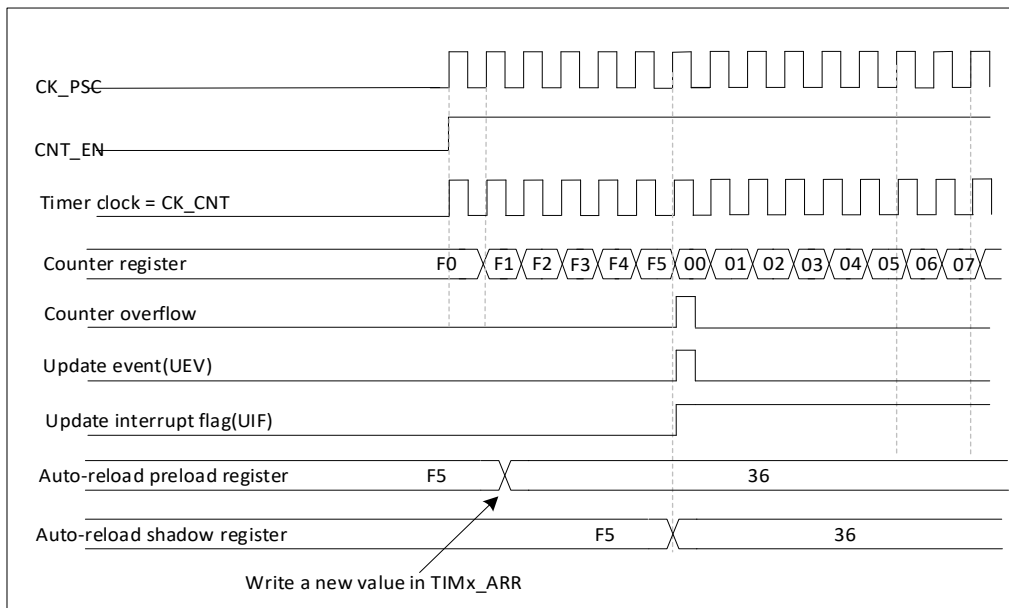 CK_PSC
CNT_EN
Timer clock = CK_CNT
Counter register F0 F1 F2 F3 F4 F5 00 01 02 03 04 05 06 07
Counter overflow
Update event(UEV)
Update interrupt flag(UIF)
Auto-reload preload register F5 36
Auto-reload shadow register F5 36
Write a new value in TIMx_ARR